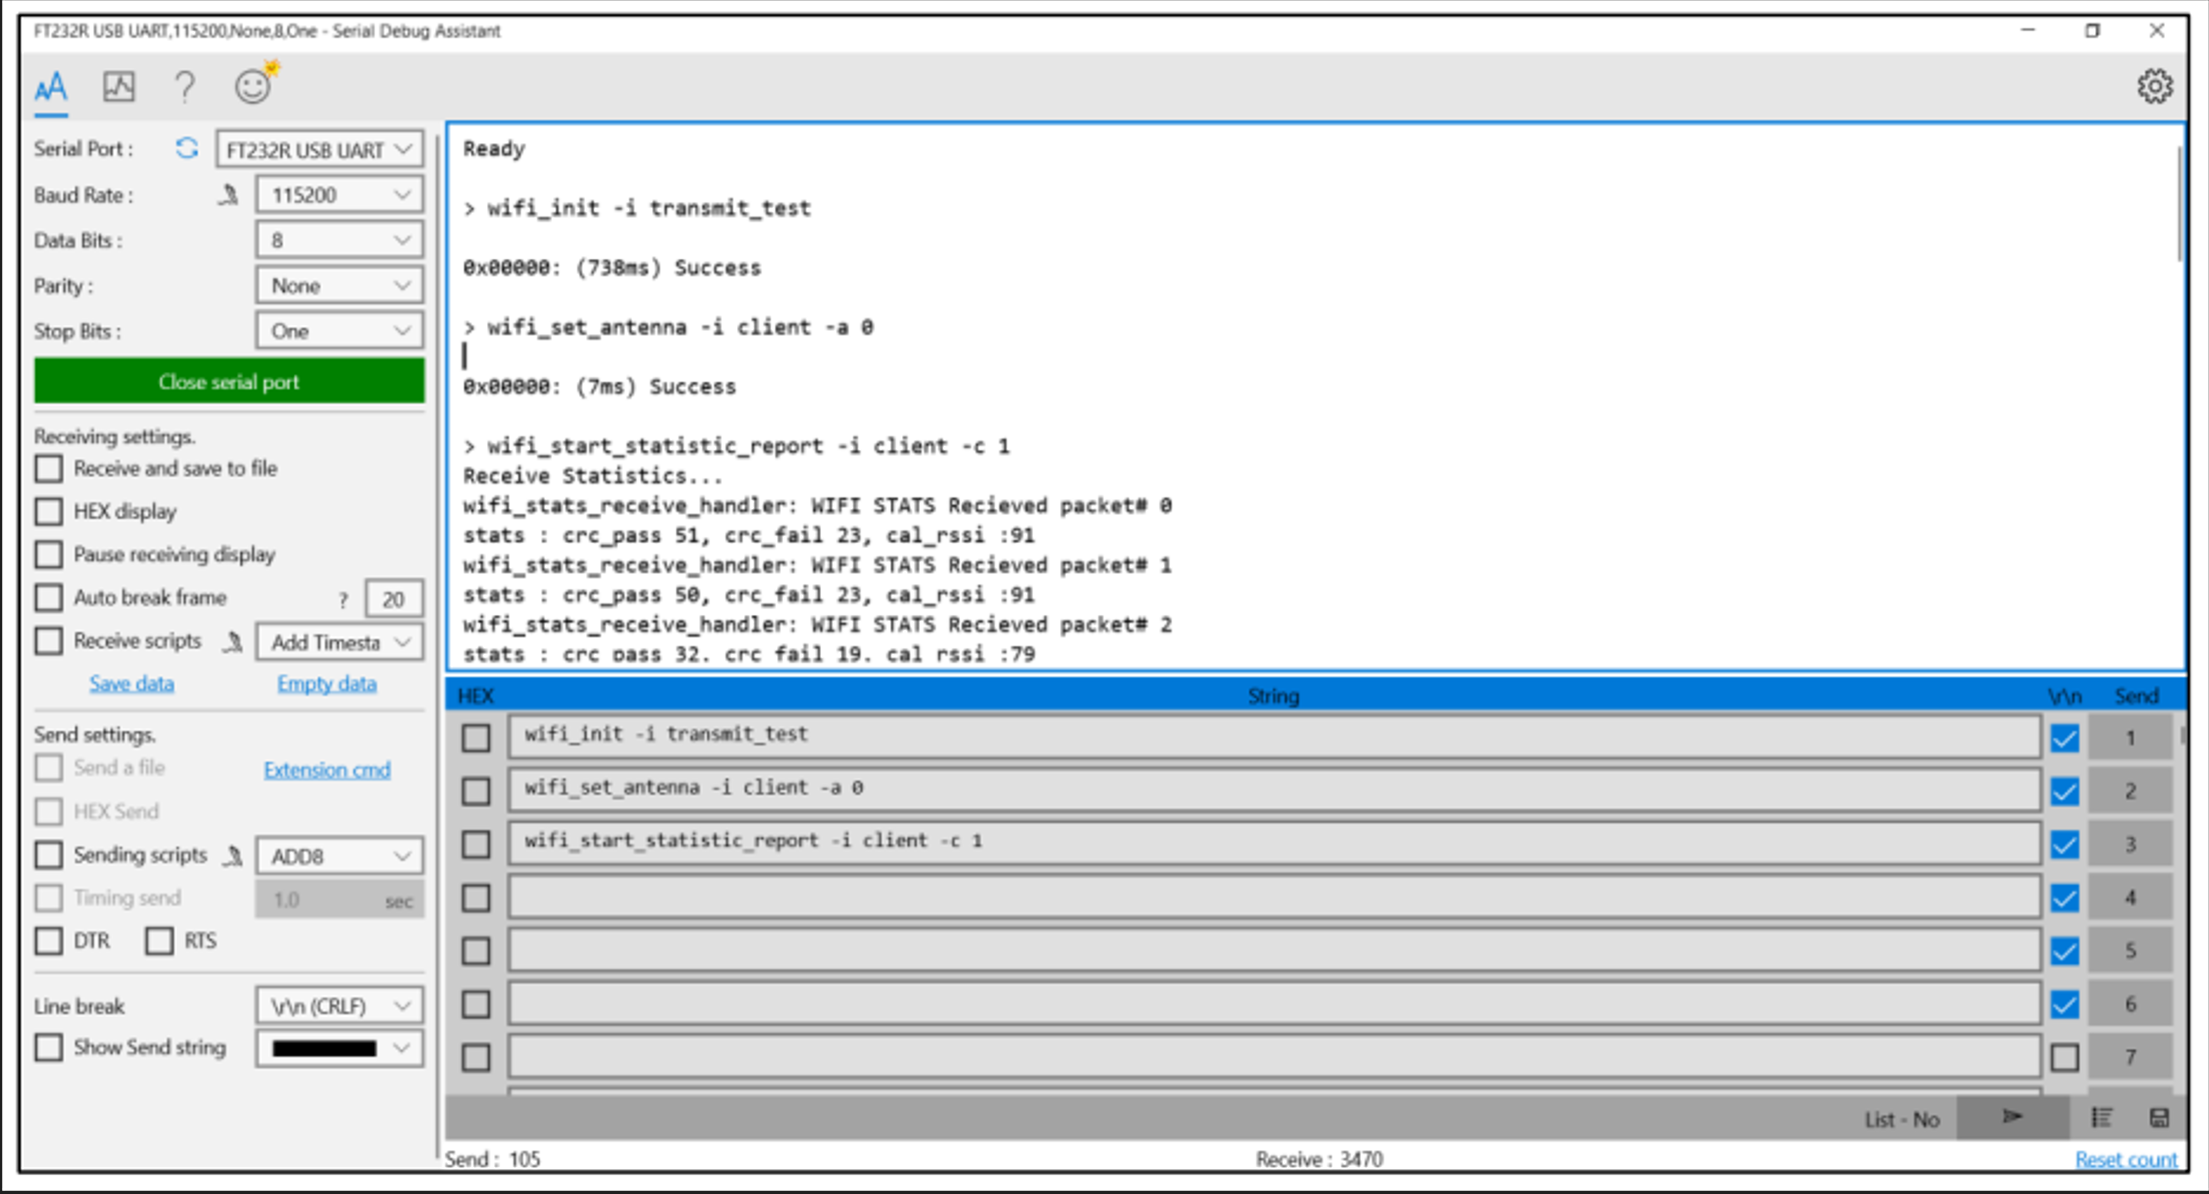 FT232R USB UART,115200,None,8,One - Serial Debug Assistant
AA
?
Serial Port : FT232R USB UART
Baud Rate : 115200
Data Bits : 8
Parity : None
Stop Bits : One
Close serial port
Receiving settings.
Receive and save to file
HEX display
Pause receiving display
Auto break frame ? 20
Receive scripts Add Timesta
Save data Empty data
Send settings.
Send a file Extension cmd
HEX Send
Sending scripts ADD8
Timing send 1.0 sec
DTR RTS
Line break \r\n (CRLF)
Show Send string
Ready
> wifi_init -i transmit_test
0x00000: (738ms) Success
> wifi_set_antenna -i client -a 0
0x00000: (7ms) Success
> wifi_start_statistic_report -i client -c 1
Receive Statistics...
wifi_stats_receive_handler: WIFI STATS Recieved packet# 0
stats : crc_pass 51, crc_fail 23, cal_rssi :91
wifi_stats_receive_handler: WIFI STATS Recieved packet# 1
stats : crc_pass 50, crc_fail 23, cal_rssi :91
wifi_stats_receive_handler: WIFI STATS Recieved packet# 2
stats : crc_pass 32, crc_fail 19, cal_rssi :79
HEX String \r\n Send
wifi_init -i transmit_test 1
wifi_set_antenna -i client -a 0 2
wifi_start_statistic_report -i client -c 1 3
4
5
6
7
List - No
Send : 105 Receive : 3470 Reset count